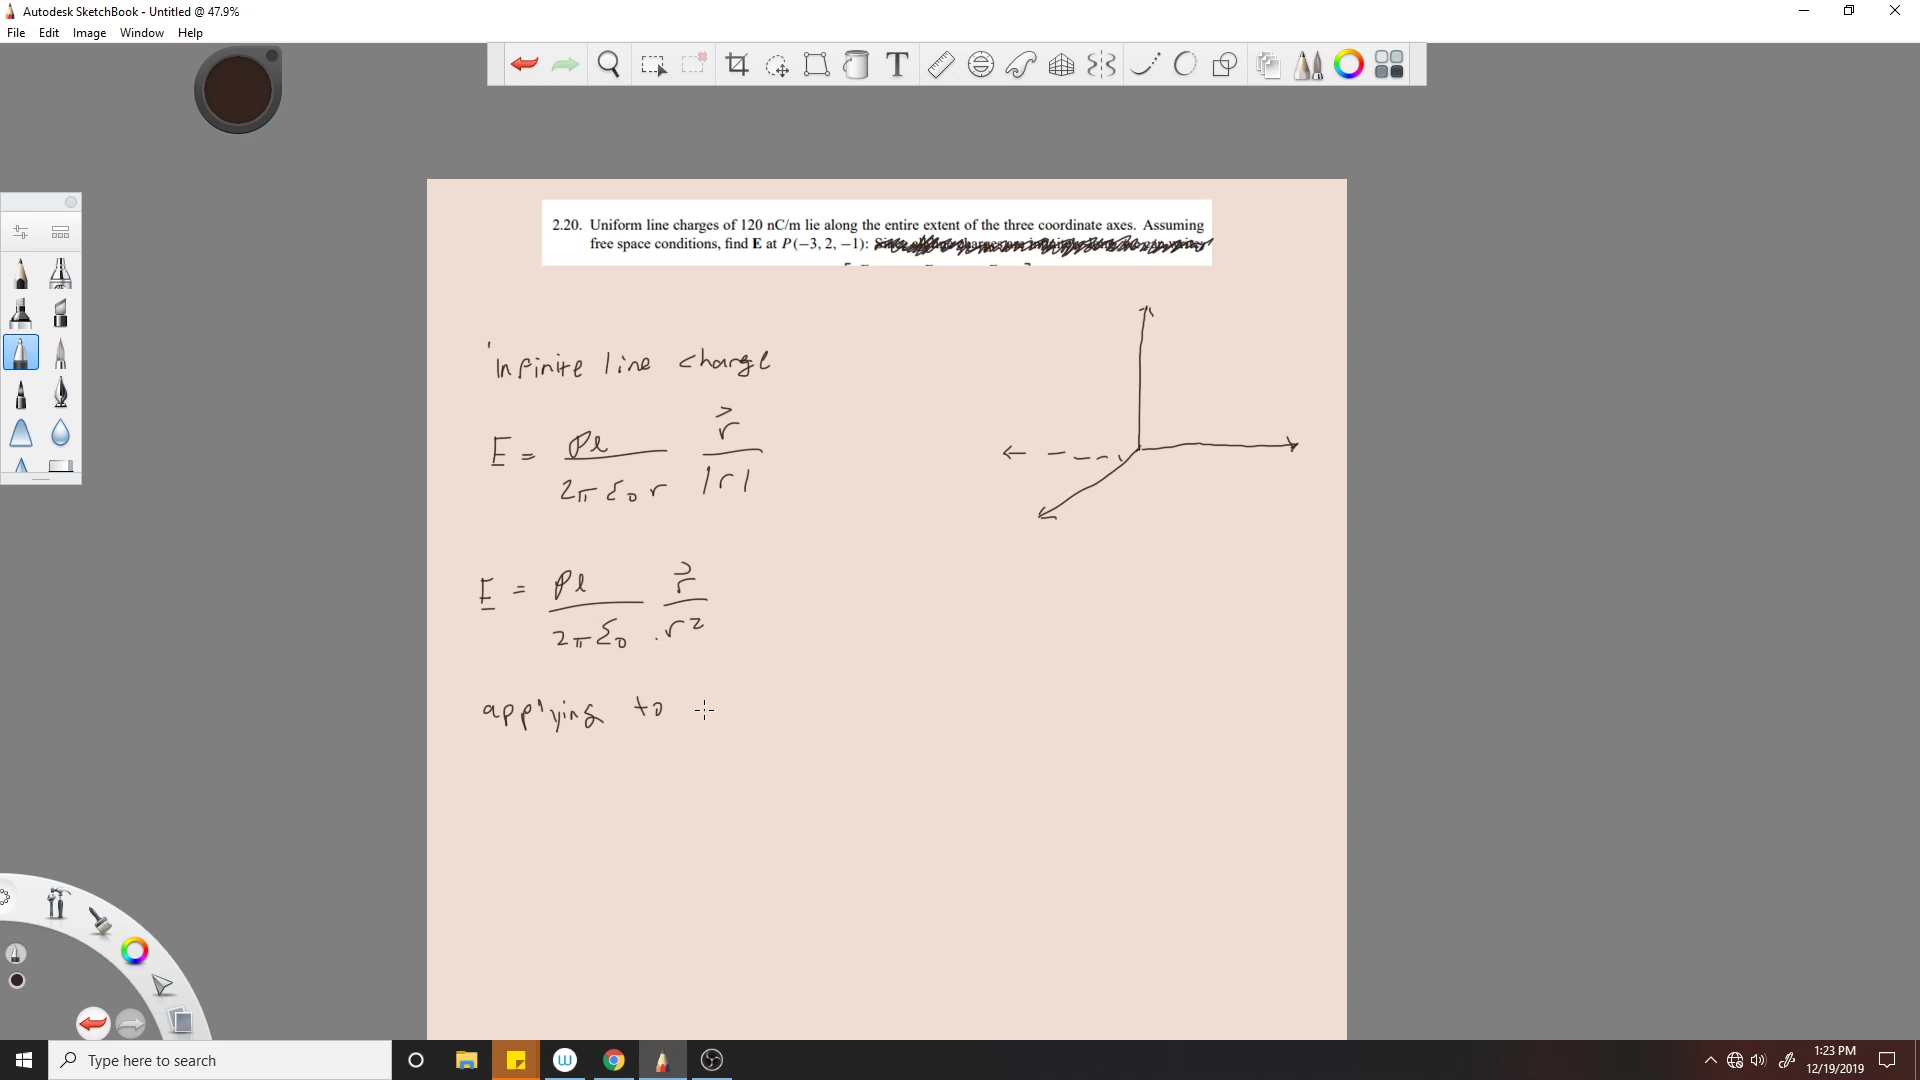 Autodesk SketchBook - Untitled @ 47.9%
File Edit Image Window Help
T
2.20. Uniform line charges of 120 nC/m lie along the entire extent of the three coordinate axes. Assuming
free space conditions, find E at P(−3, 2, −1):
infinite line charge
E = ρl / 2π ε0 r · r⃗ / |r|
E = ρl / 2π ε0 · r⃗ / r²
applying to
Type here to search
1:23 PM
12/19/2019